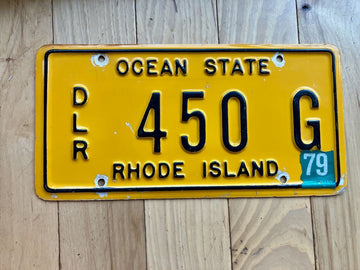 OCEAN STATE
DLR 450 G
79
RHODE ISLAND